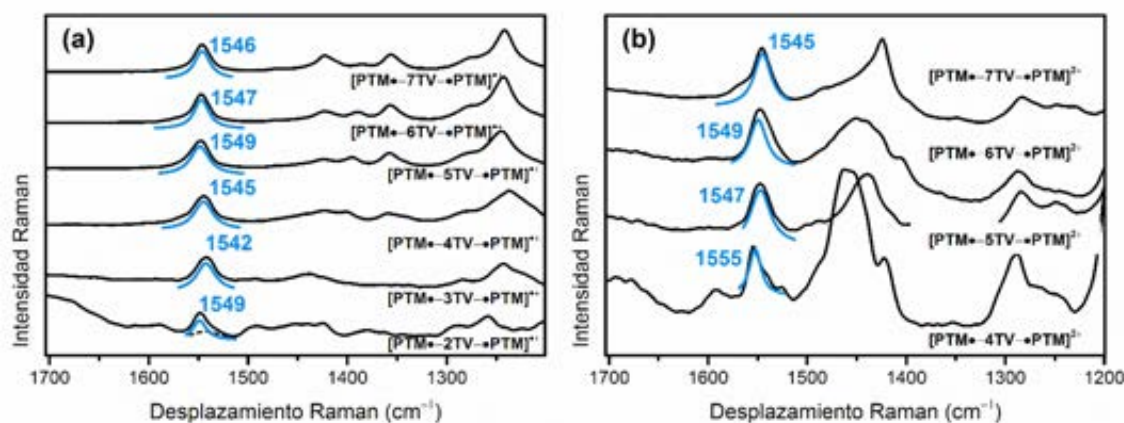 (a)
1546
[PTM•–7TV–•PTM]•+
1547
[PTM•–6TV–•PTM]•+
1549
[PTM•–5TV–•PTM]•+
1545
[PTM•–4TV–•PTM]•+
1542
[PTM•–3TV–•PTM]•+
1549
[PTM•–2TV–•PTM]•+
1700 1600 1500 1400 1300
Desplazamiento Raman (cm⁻¹)
Intensidad Raman
(b)
1545
[PTM•–7TV–•PTM]²⁺
1549
[PTM•–6TV–•PTM]²⁺
1547
[PTM•–5TV–•PTM]²⁺
1555
[PTM•–4TV–•PTM]²⁺
1700 1600 1500 1400 1300 1200
Desplazamiento Raman (cm⁻¹)
Intensidad Raman